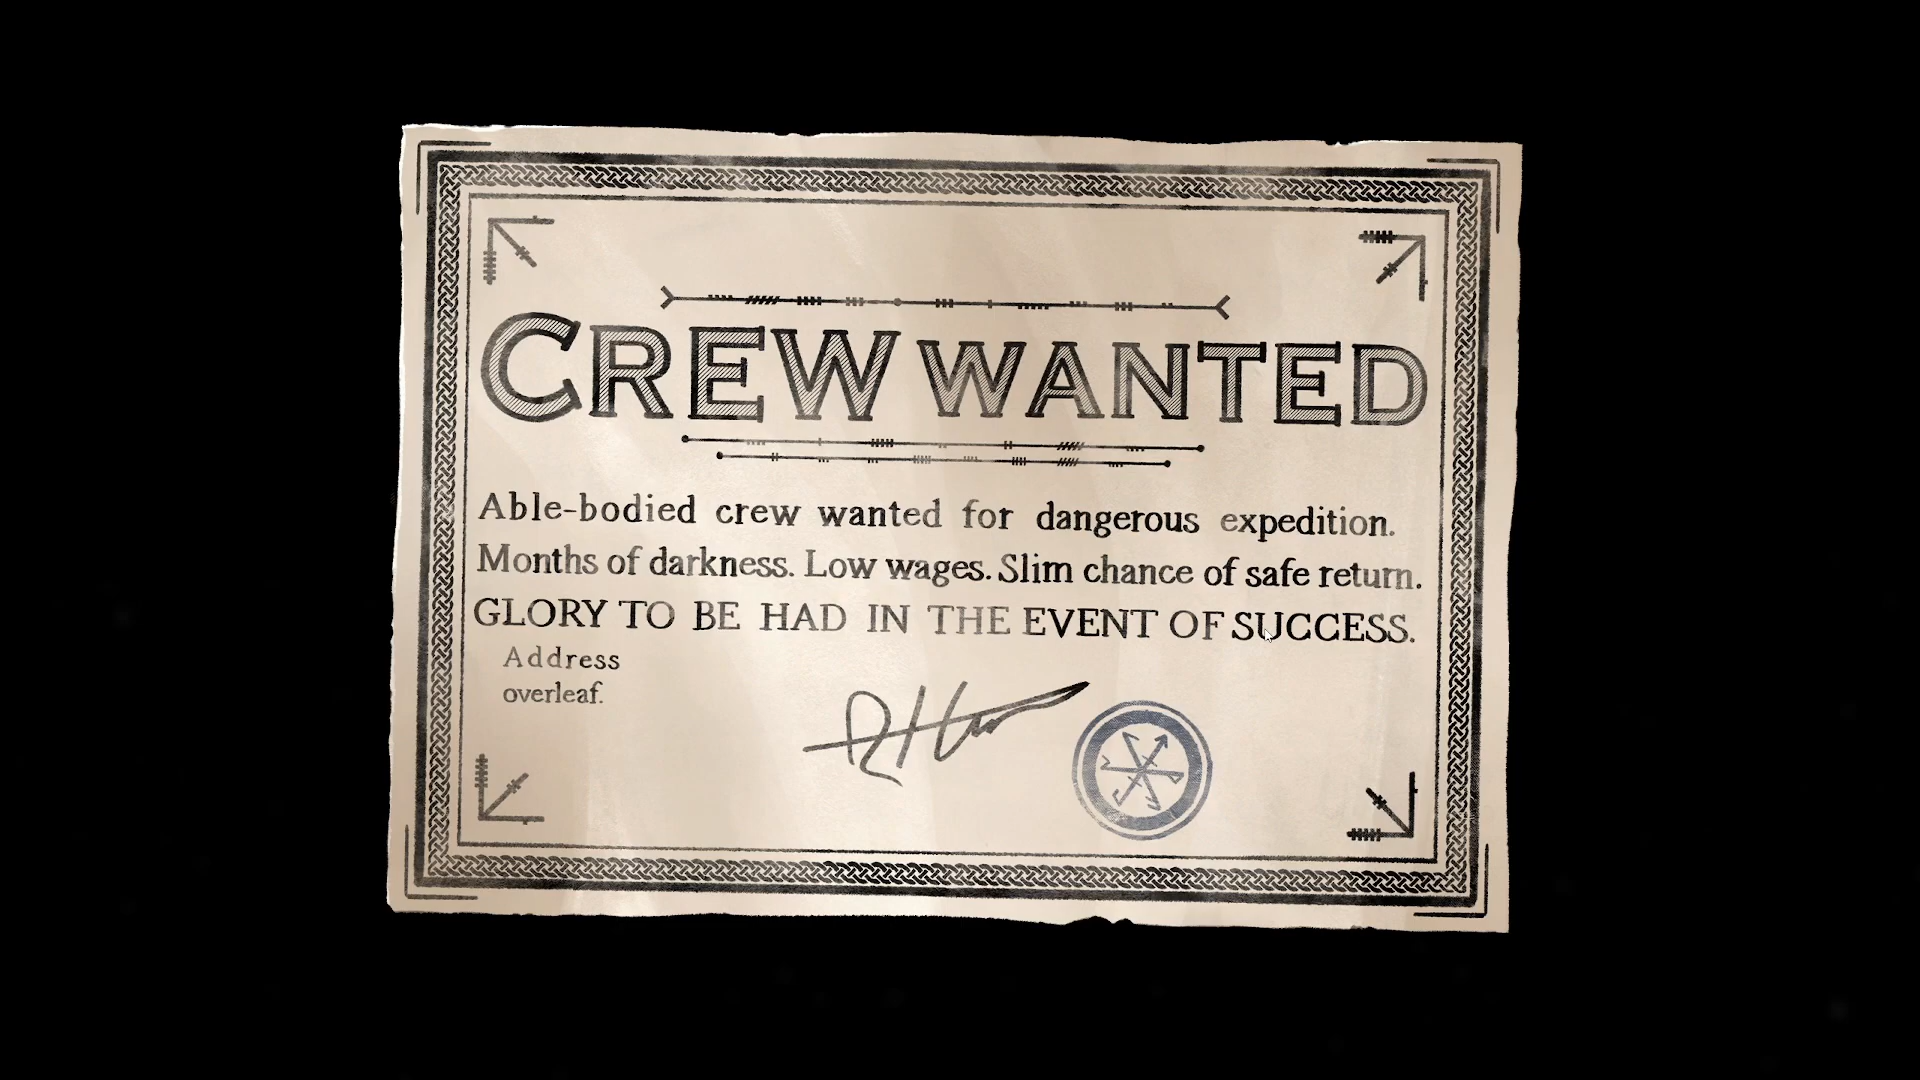 CREW WANTED
Able-bodied crew wanted for dangerous expedition.
Months of darkness. Low wages. Slim chance of safe return.
GLORY TO BE HAD IN THE EVENT OF SUCCESS.
Address
overleaf.